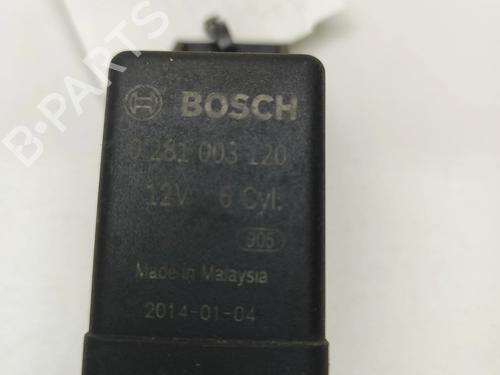 B-PARTS
BOSCH
0 281 003 120
12V 6 Cyl.
905
Made in Malaysia
2014-01-04